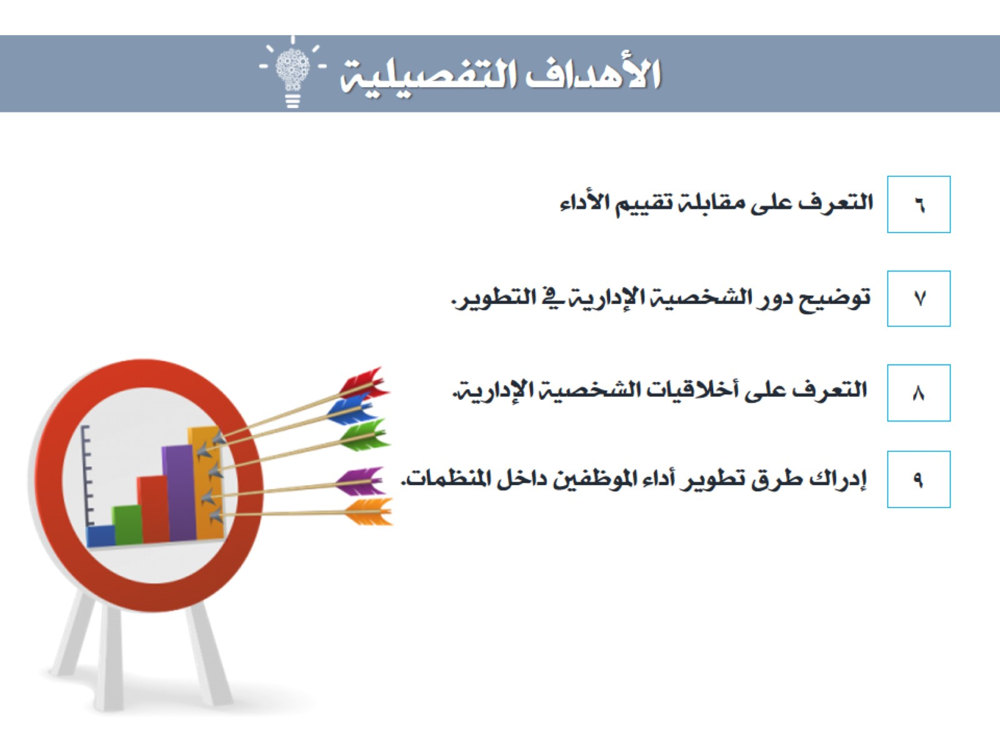 الأهداف التفصيلية
٦ التعرف على مقابلة تقييم الأداء
٧ توضيح دور الشخصية الإدارية في التطوير.
٨ التعرف على أخلاقيات الشخصية الإدارية.
٩ إدراك طرق تطوير أداء الموظفين داخل المنظمات.